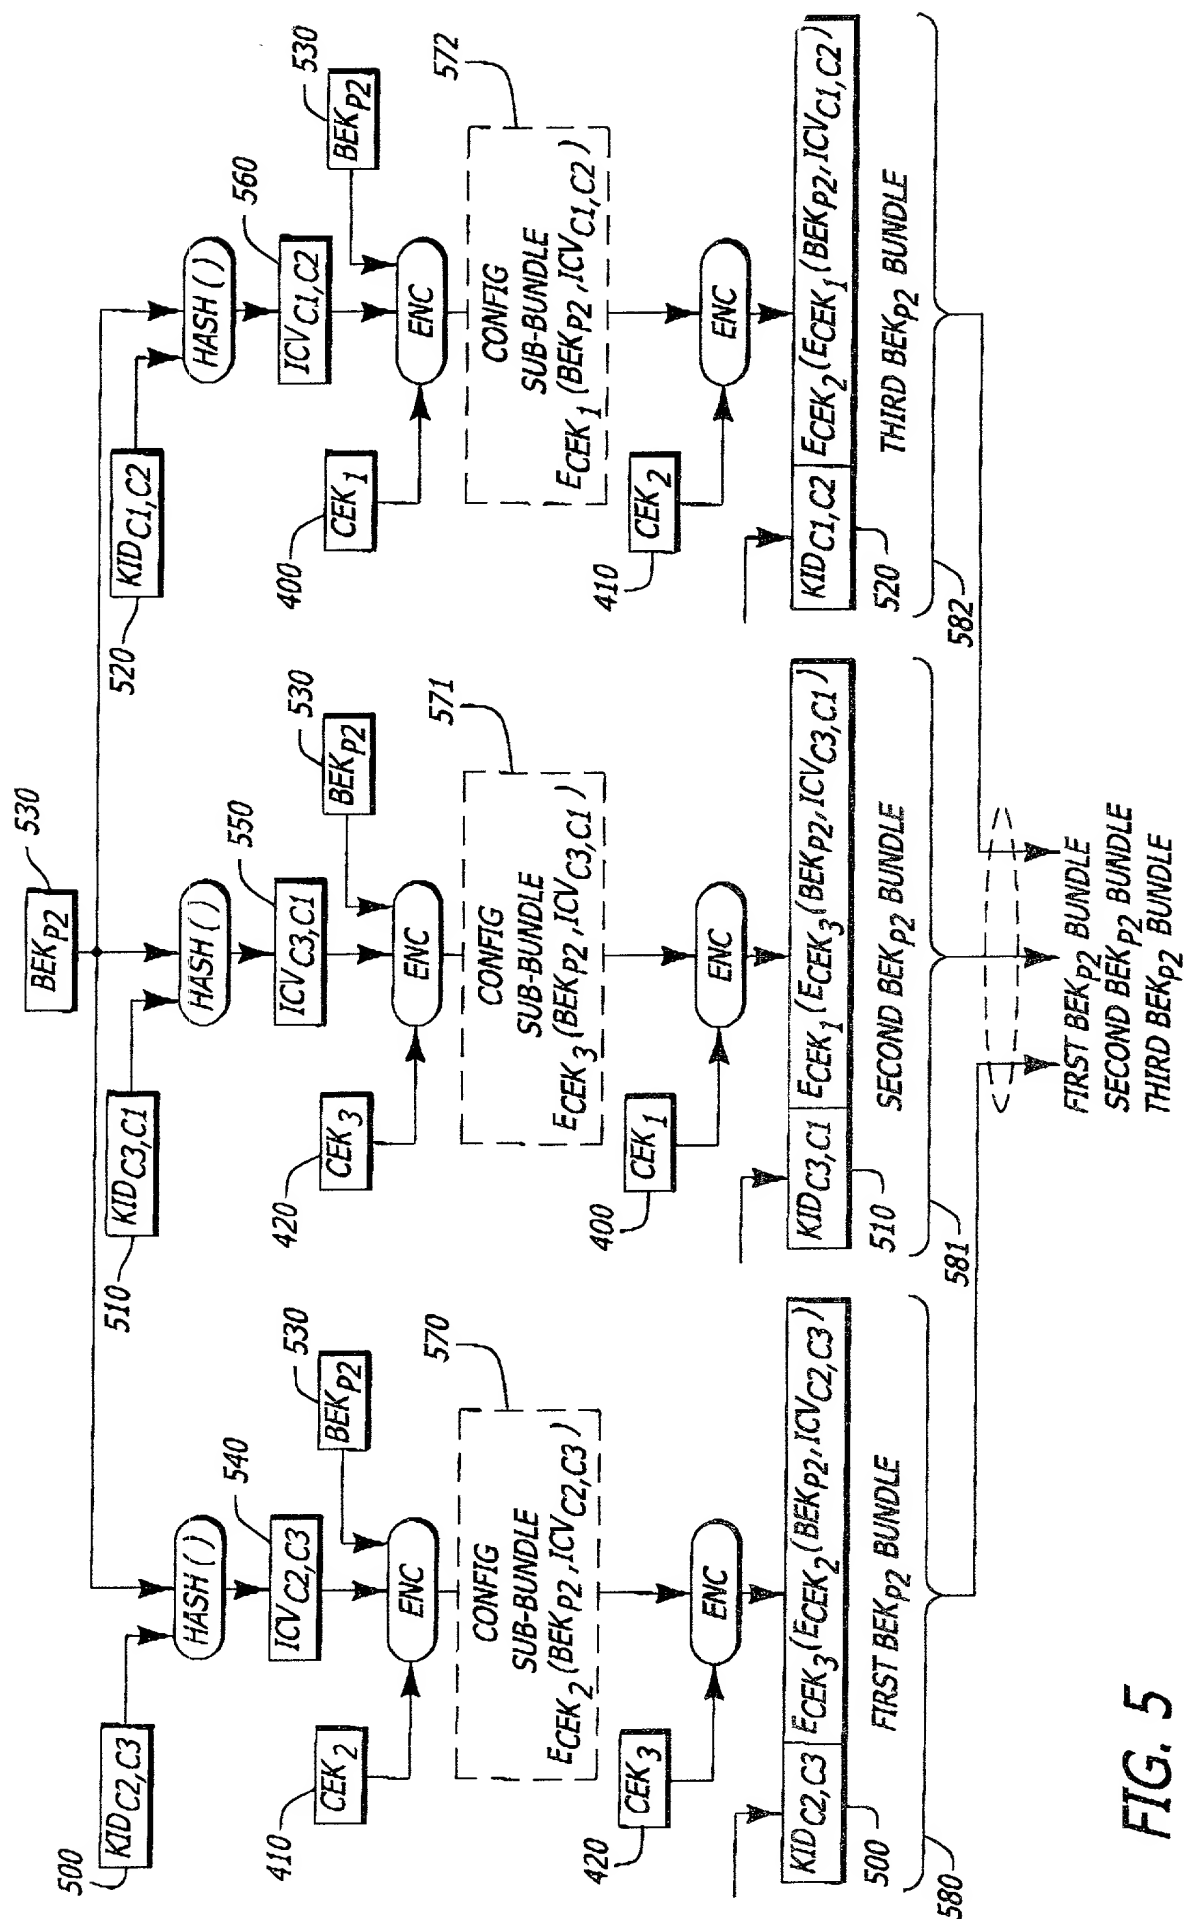 BEKP2
530
KIDC2,C3
500
HASH ( )
ICVC2,C3
540
BEKP2
530
CEK2
410
ENC
CONFIG
SUB-BUNDLE
ECEK2(BEKP2,ICVC2,C3)
570
CEK3
420
ENC
KIDC2,C3
ECEK3(ECEK2(BEKP2,ICVC2,C3)
500
FIRST BEKP2 BUNDLE
580
KIDC3,C1
510
HASH ( )
ICVC3,C1
550
BEKP2
530
CEK3
420
ENC
CONFIG
SUB-BUNDLE
ECEK3(BEKP2,ICVC3,C1)
571
CEK1
400
ENC
KIDC3,C1
ECEK1(ECEK3(BEKP2,ICVC3,C1)
510
SECOND BEKP2 BUNDLE
581
KIDC1,C2
520
HASH ( )
ICVC1,C2
560
BEKP2
530
CEK1
400
ENC
CONFIG
SUB-BUNDLE
ECEK1(BEKP2,ICVC1,C2)
572
CEK2
410
ENC
KIDC1,C2
ECEK2(ECEK1(BEKP2,ICVC1,C2)
520
THIRD BEKP2 BUNDLE
582
FIRST BEKP2 BUNDLE
SECOND BEKP2 BUNDLE
THIRD BEKP2 BUNDLE
FIG. 5